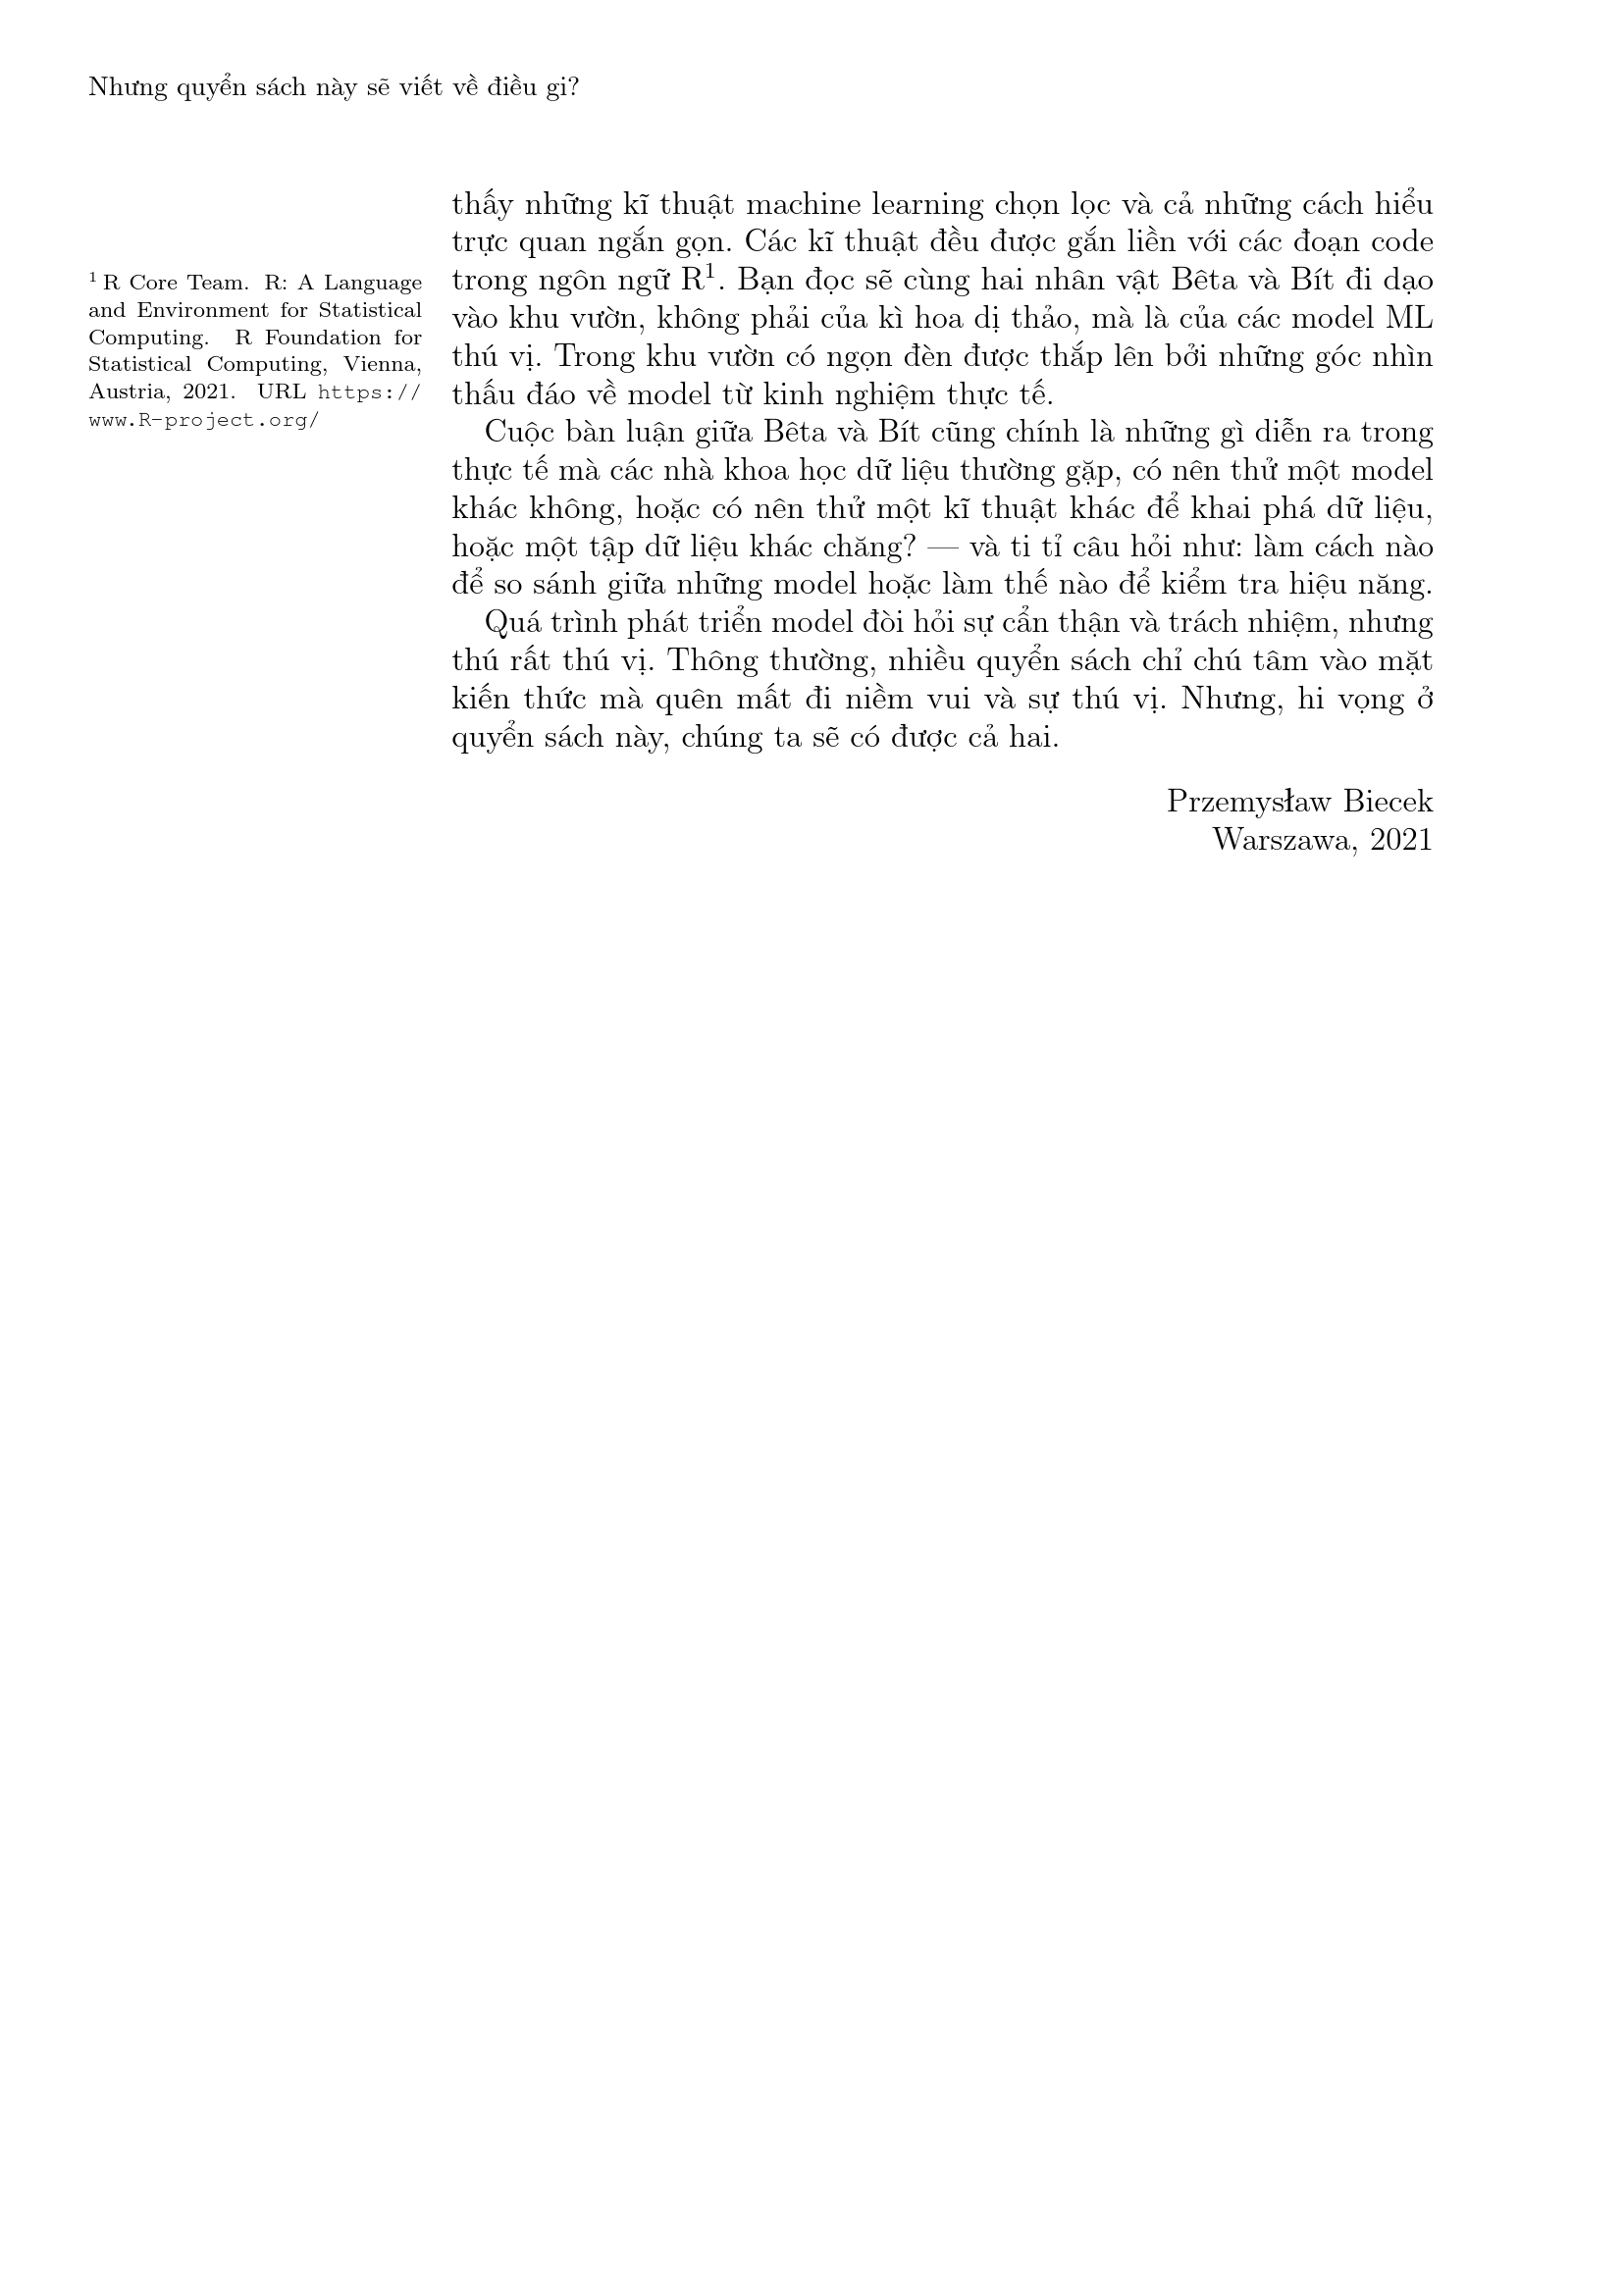 Nhưng quyển sách này sẽ viết về điều gi?
thấy những kĩ thuật machine learning chọn lọc và cả những cách hiểu
trực quan ngắn gọn. Các kĩ thuật đều được gắn liền với các đoạn code
trong ngôn ngữ R¹. Bạn đọc sẽ cùng hai nhân vật Bêta và Bít đi dạo
vào khu vườn, không phải của kì hoa dị thảo, mà là của các model ML
thú vị. Trong khu vườn có ngọn đèn được thắp lên bởi những góc nhìn
thấu đáo về model từ kinh nghiệm thực tế.
Cuộc bàn luận giữa Bêta và Bít cũng chính là những gì diễn ra trong
thực tế mà các nhà khoa học dữ liệu thường gặp, có nên thử một model
khác không, hoặc có nên thử một kĩ thuật khác để khai phá dữ liệu,
hoặc một tập dữ liệu khác chăng? — và ti tỉ câu hỏi như: làm cách nào
để so sánh giữa những model hoặc làm thế nào để kiểm tra hiệu năng.
Quá trình phát triển model đòi hỏi sự cẩn thận và trách nhiệm, nhưng
thú rất thú vị. Thông thường, nhiều quyển sách chỉ chú tâm vào mặt
kiến thức mà quên mất đi niềm vui và sự thú vị. Nhưng, hi vọng ở
quyển sách này, chúng ta sẽ có được cả hai.
Przemysław Biecek
Warszawa, 2021
¹ R Core Team. R: A Language
and Environment for Statistical
Computing. R Foundation for
Statistical Computing, Vienna,
Austria, 2021. URL https://
www.R-project.org/